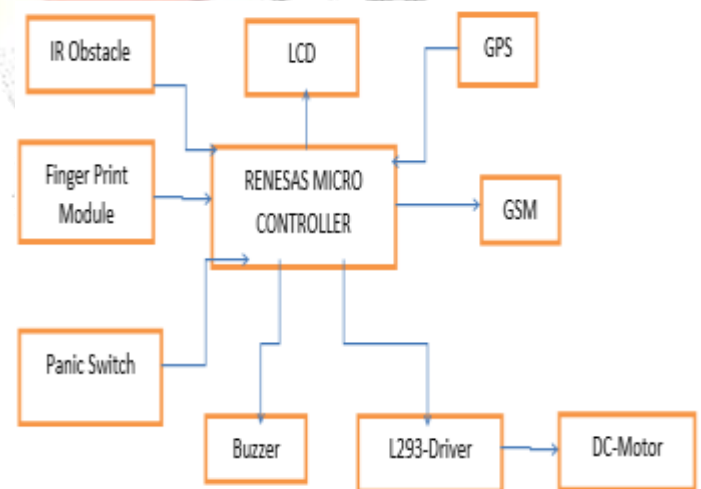 IR Obstacle
LCD
GPS
Finger Print
Module
RENESAS MICRO
CONTROLLER
GSM
Panic Switch
Buzzer
L293-Driver
DC-Motor